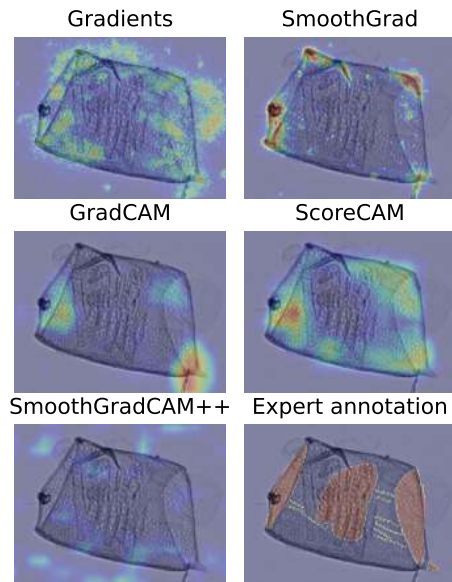 Gradients
SmoothGrad
GradCAM
ScoreCAM
SmoothGradCAM++
Expert annotation